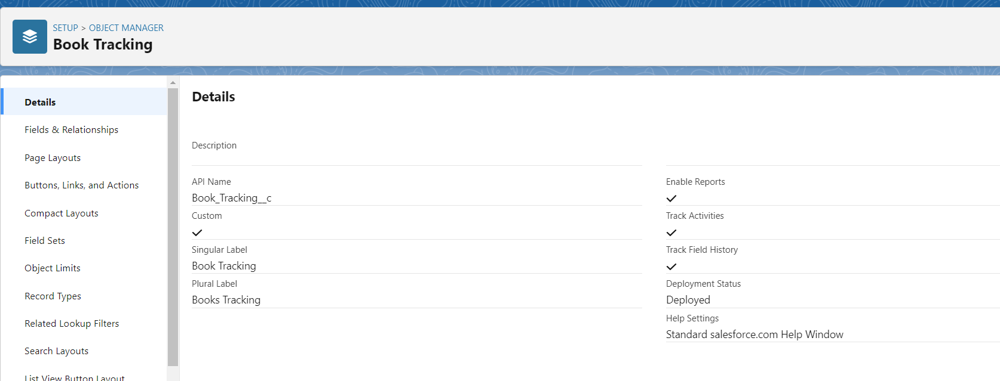 SETUP > OBJECT MANAGER
Book Tracking
Details
Fields & Relationships
Page Layouts
Buttons, Links, and Actions
Compact Layouts
Field Sets
Object Limits
Record Types
Related Lookup Filters
Search Layouts
List View Button Layout
Details
Description
API Name
Book_Tracking__c
Custom
Singular Label
Book Tracking
Plural Label
Books Tracking
Enable Reports
Track Activities
Track Field History
Deployment Status
Deployed
Help Settings
Standard salesforce.com Help Window